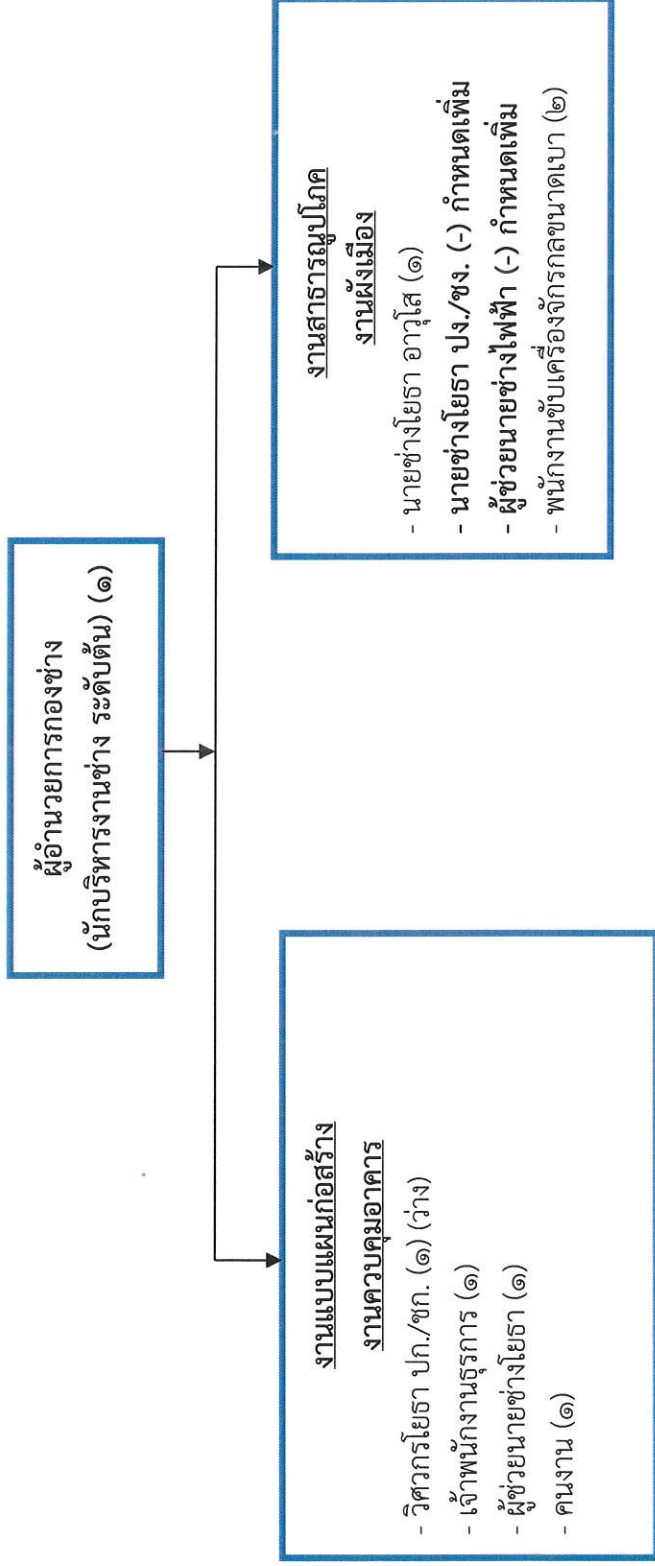 ผู้อำนวยการกองช่าง
(นักบริหารงานช่าง ระดับต้น) (๑)
งานแบบแผนก่อสร้าง
งานควบคุมอาคาร
- วิศวกรโยธา ปก./ชก. (๑) (ว่าง)
- เจ้าพนักงานธุรการ (๑)
- ผู้ช่วยนายช่างโยธา (๑)
- คนงาน (๑)
งานสาธารณูปโภค
งานผังเมือง
- นายช่างโยธา อาวุโส (๑)
- นายช่างโยธา ปง./ชง. (-) กำหนดเพิ่ม
- ผู้ช่วยนายช่างไฟฟ้า (-) กำหนดเพิ่ม
- พนักงานขับเครื่องจักรกลขนาดเบา (๒)